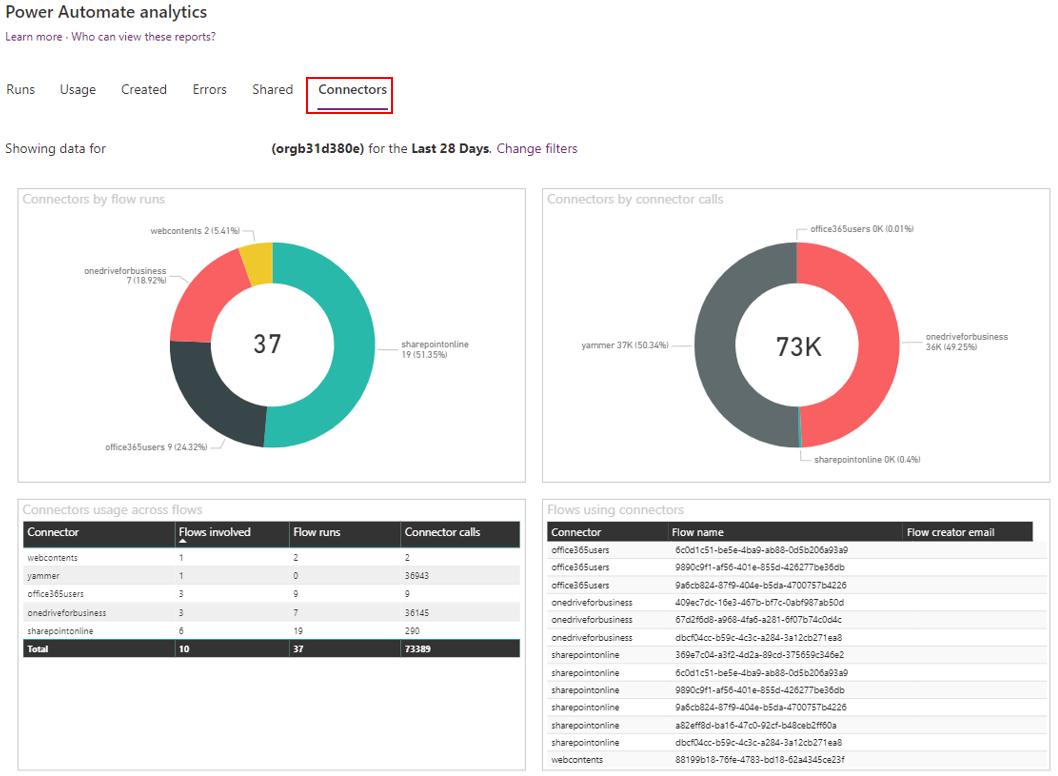 Power Automate analytics
Learn more · Who can view these reports?
Runs Usage Created Errors Shared Connectors
Showing data for (orgb31d380e) for the Last 28 Days. Change filters
Connectors by flow runs
webcontents 2 (5.41%)
onedriveforbusiness
7 (18.92%)
37
sharepointonline
19 (51.35%)
office365users 9 (24.32%)
Connectors by connector calls
office365users 0K (0.01%)
yammer 37K (50.34%)
73K
onedriveforbusiness
36K (49.25%)
sharepointonline 0K (0.4%)
Connectors usage across flows
Connector Flows involved Flow runs Connector calls
webcontents 1 2 2
yammer 1 0 36943
office365users 3 9 9
onedriveforbusiness 3 7 36145
sharepointonline 6 19 290
Total 10 37 73389
Flows using connectors
Connector Flow name Flow creator email
office365users 6c0d1c51-be5e-4ba9-ab88-0d5b206a93a9
office365users 9890c9f1-af56-401e-855d-426277be36db
office365users 9a6cb824-87f9-404e-b5da-4700757b4226
onedriveforbusiness 409ec7dc-16e3-467b-bf7c-0abf987ab50d
onedriveforbusiness 67d2f6d8-a968-4fa6-a281-6f07b74c0d4c
onedriveforbusiness dbcf04cc-b59c-4c3c-a284-3a12cb271ea8
sharepointonline 369e7c04-a3f2-4d2a-89cd-375659c346e2
sharepointonline 6c0d1c51-be5e-4ba9-ab88-0d5b206a93a9
sharepointonline 9890c9f1-af56-401e-855d-426277be36db
sharepointonline 9a6cb824-87f9-404e-b5da-4700757b4226
sharepointonline a82eff8d-ba16-47c0-92cf-b48ceb2ff60a
sharepointonline dbcf04cc-b59c-4c3c-a284-3a12cb271ea8
webcontents 88199b18-76fe-4783-bd18-62a4345ce23f